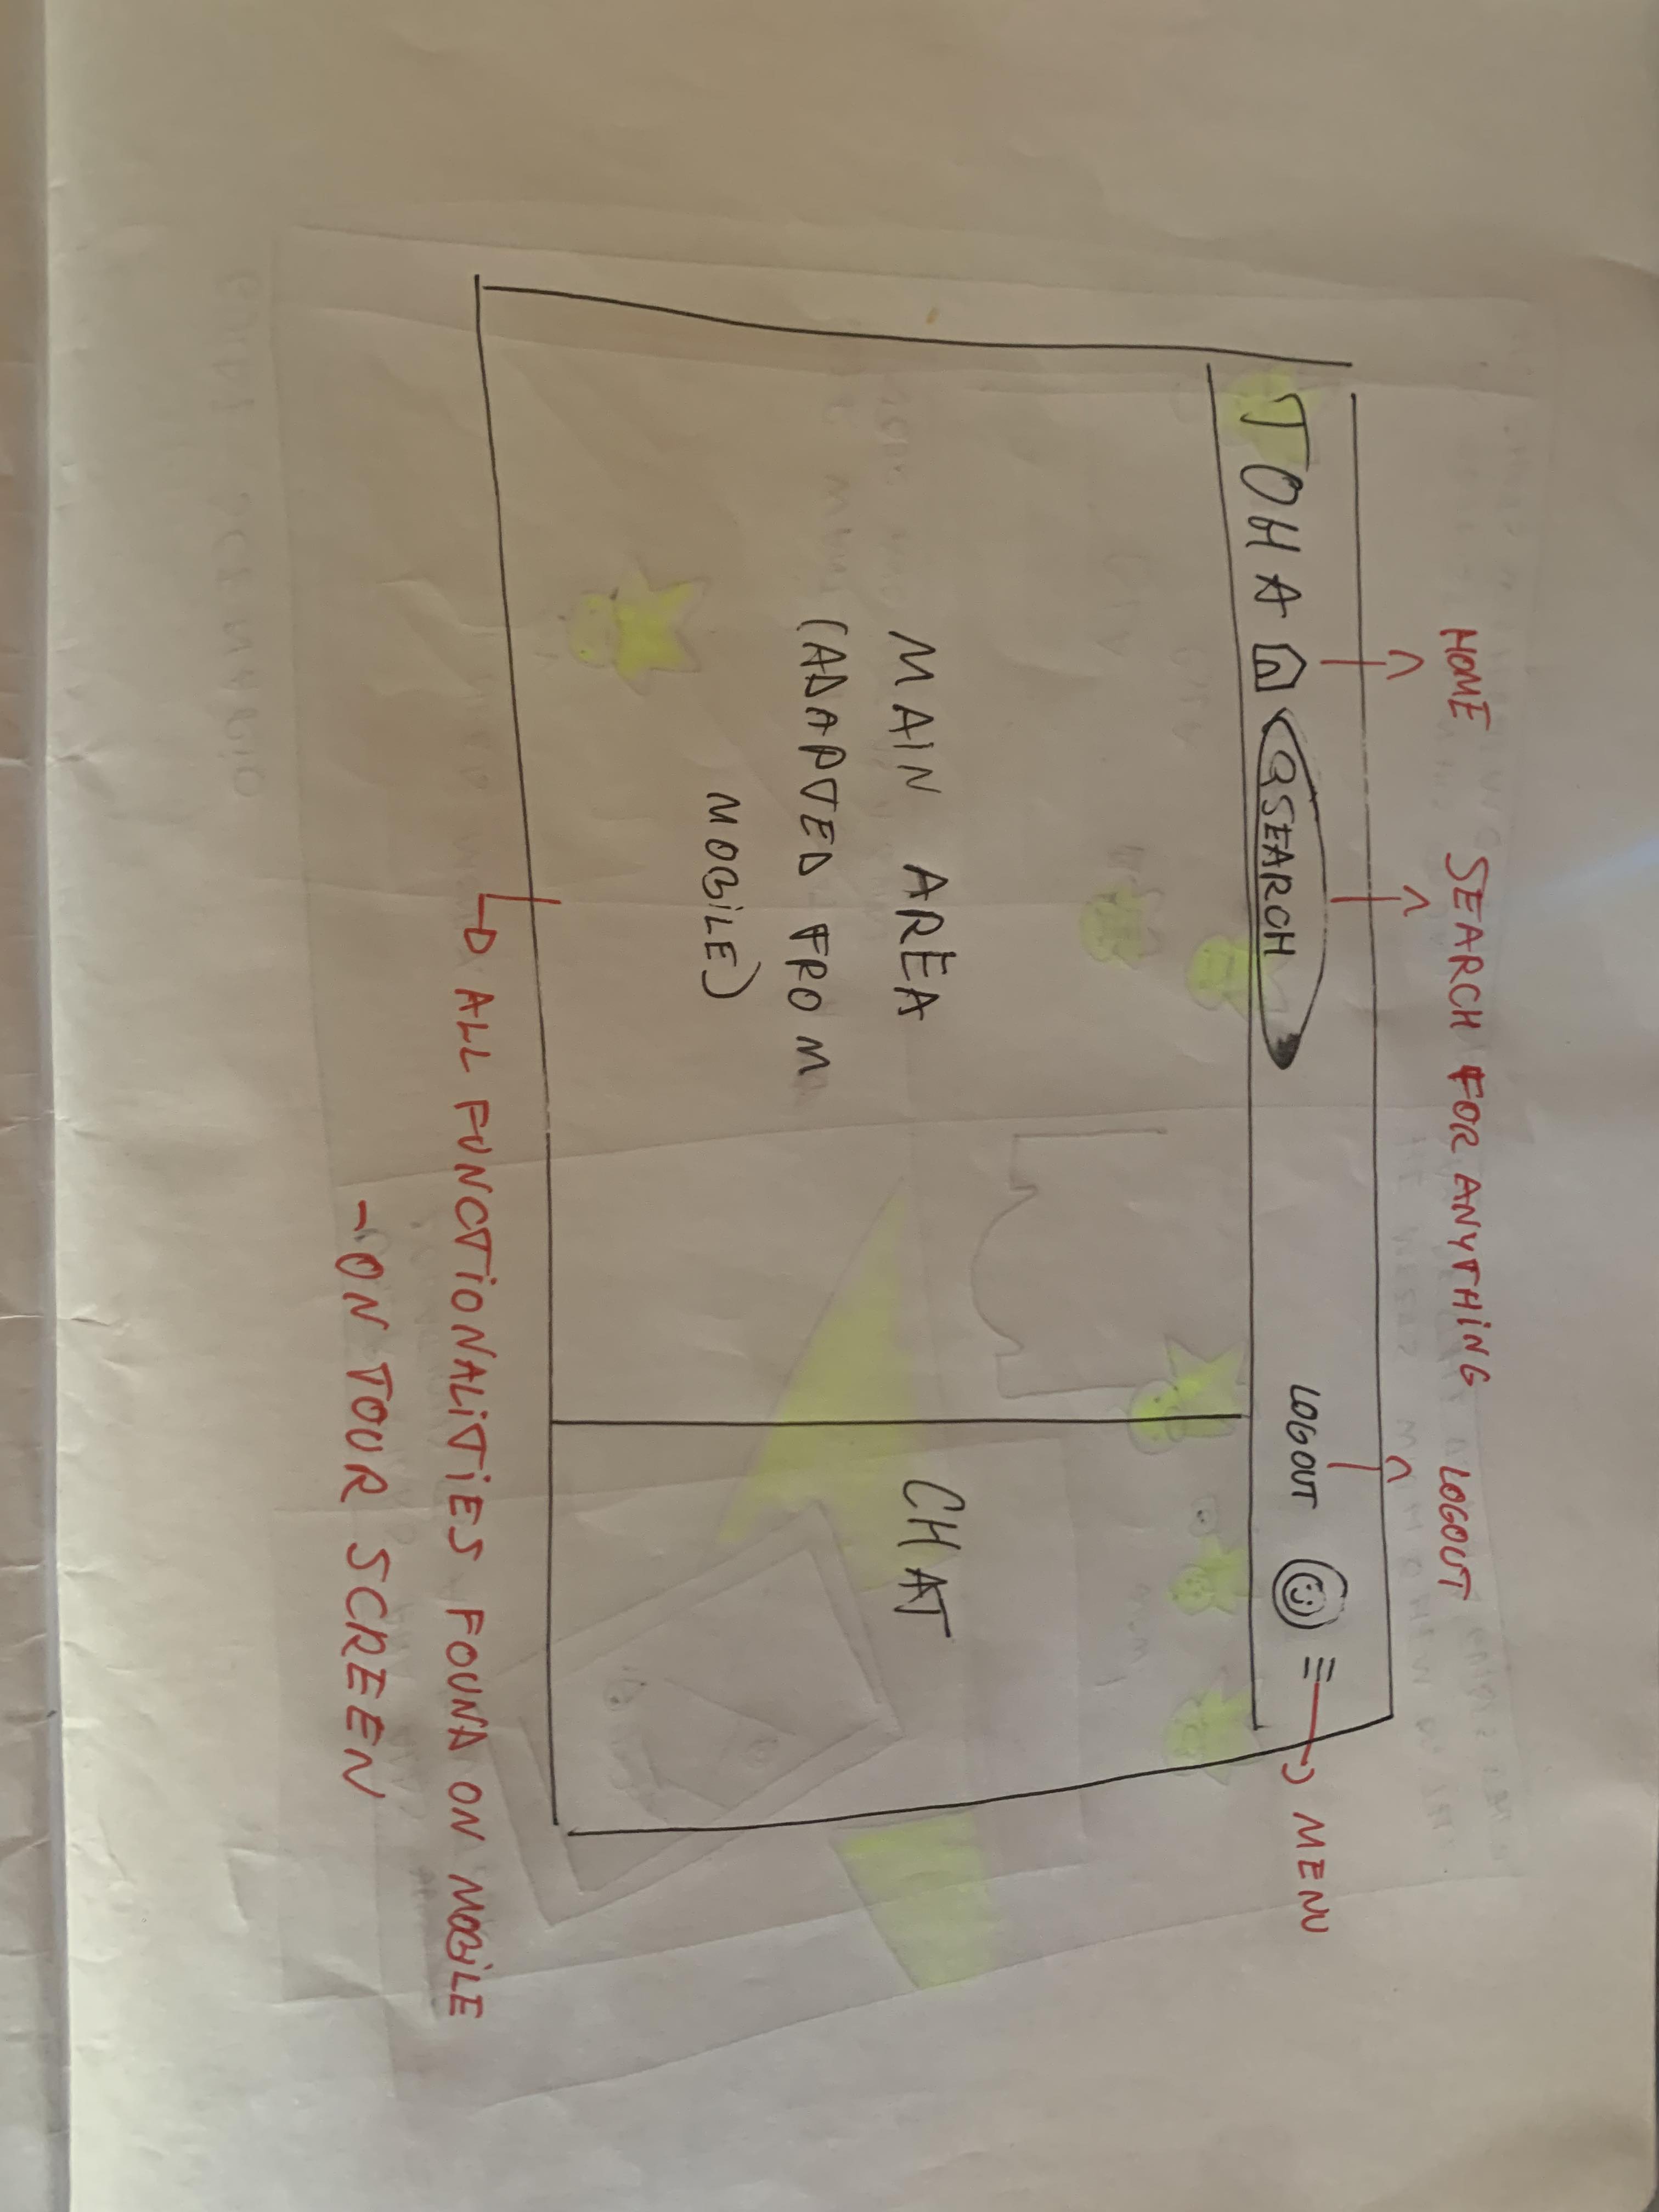 HOME SEARCH FOR ANYTHING LOGOUT
TOHA SEARCH LOGOUT MENU
MAIN AREA
(ADAPTED FROM
MOBILE)
CHAT
ALL FUNCTIONALITIES FOUND ON MOBILE
- ON TOUR SCREEN